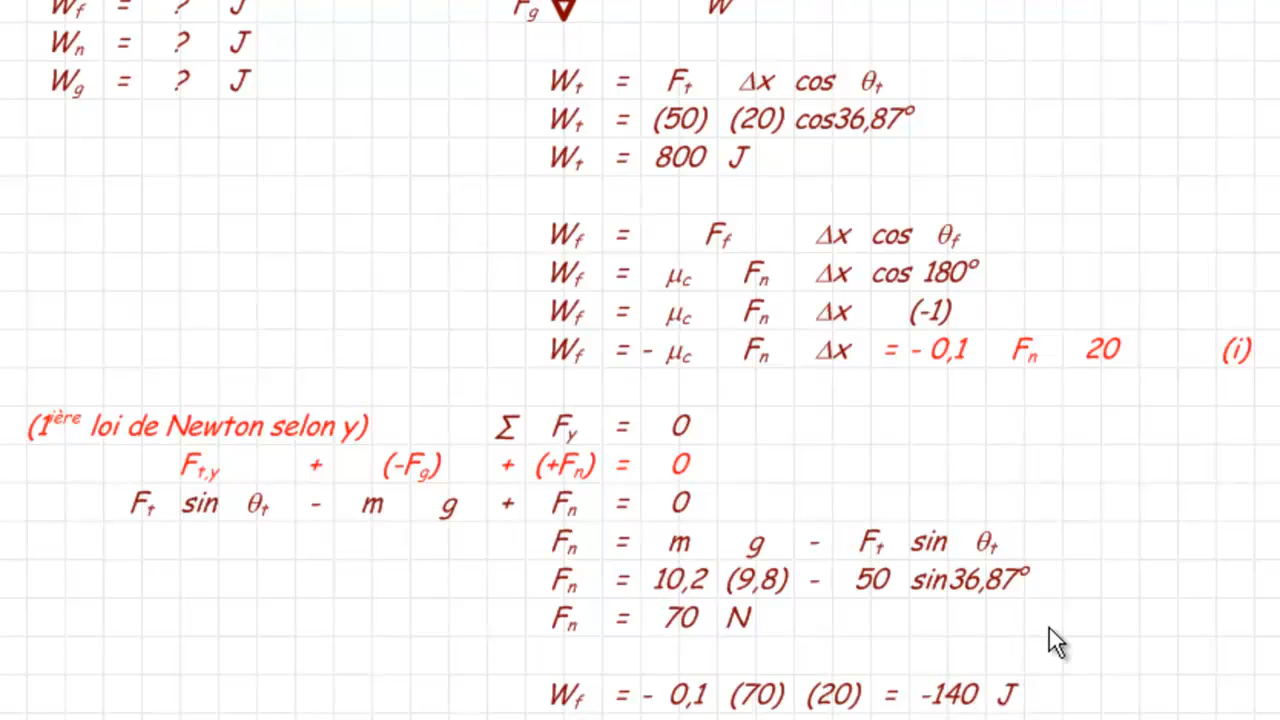 W_f = ? J
F_g W
W_n = ? J
W_g = ? J
W_t = F_t Δx cos θ_t
W_t = (50) (20) cos36,87°
W_t = 800 J
W_f = F_f Δx cos θ_f
W_f = μ_c F_n Δx cos 180°
W_f = μ_c F_n Δx (-1)
W_f = - μ_c F_n Δx = - 0,1 F_n 20 (i)
(1ière loi de Newton selon y) Σ F_y = 0
F_t,y + (-F_g) + (+F_n) = 0
F_t sin θ_t - m g + F_n = 0
F_n = m g - F_t sin θ_t
F_n = 10,2 (9,8) - 50 sin36,87°
F_n = 70 N
W_f = - 0,1 (70) (20) = -140 J